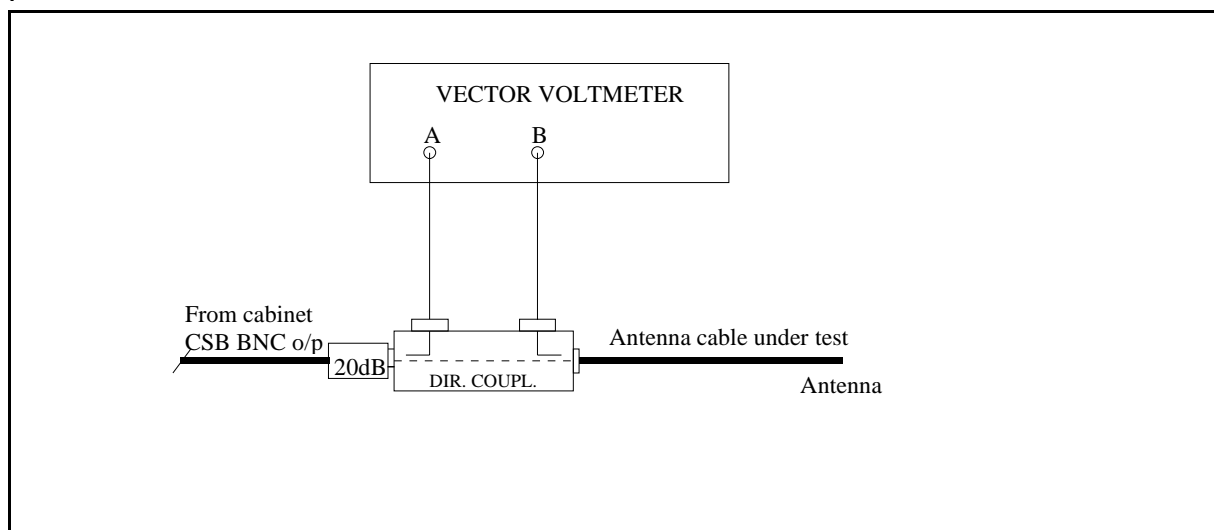 VECTOR VOLTMETER
A
B
From cabinet
CSB BNC o/p
20dB
DIR. COUPL.
Antenna cable under test
Antenna